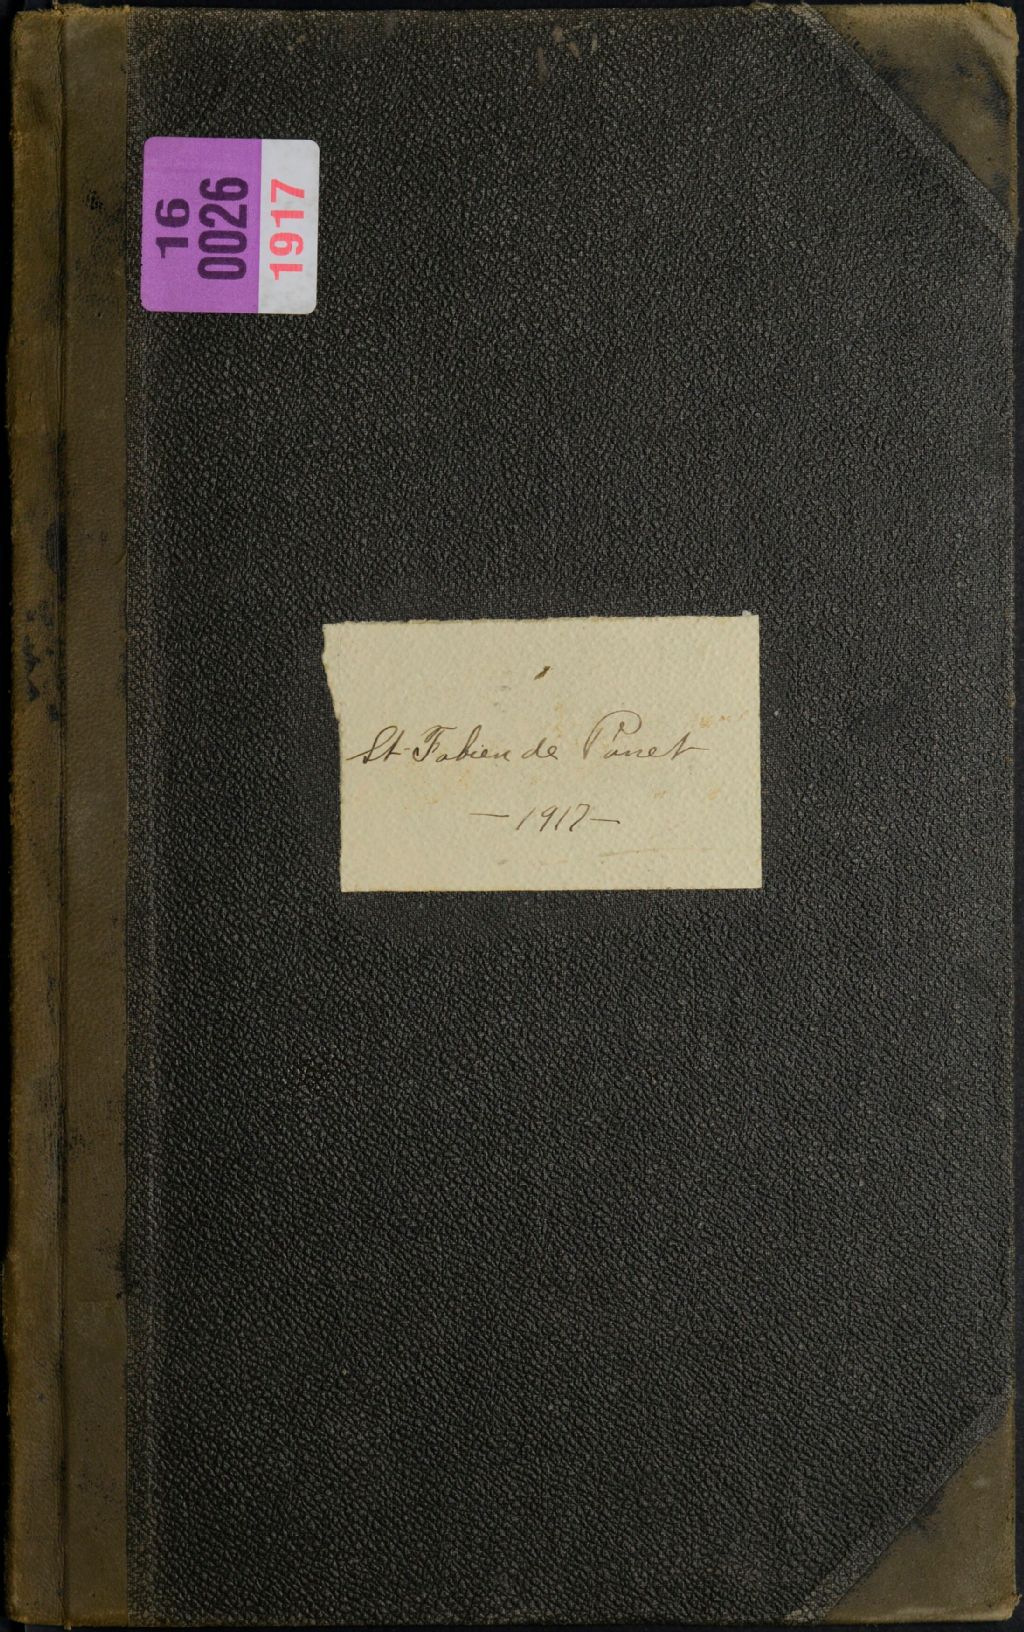 16
0026
1917
St-Fabien de Panet
— 1917 —